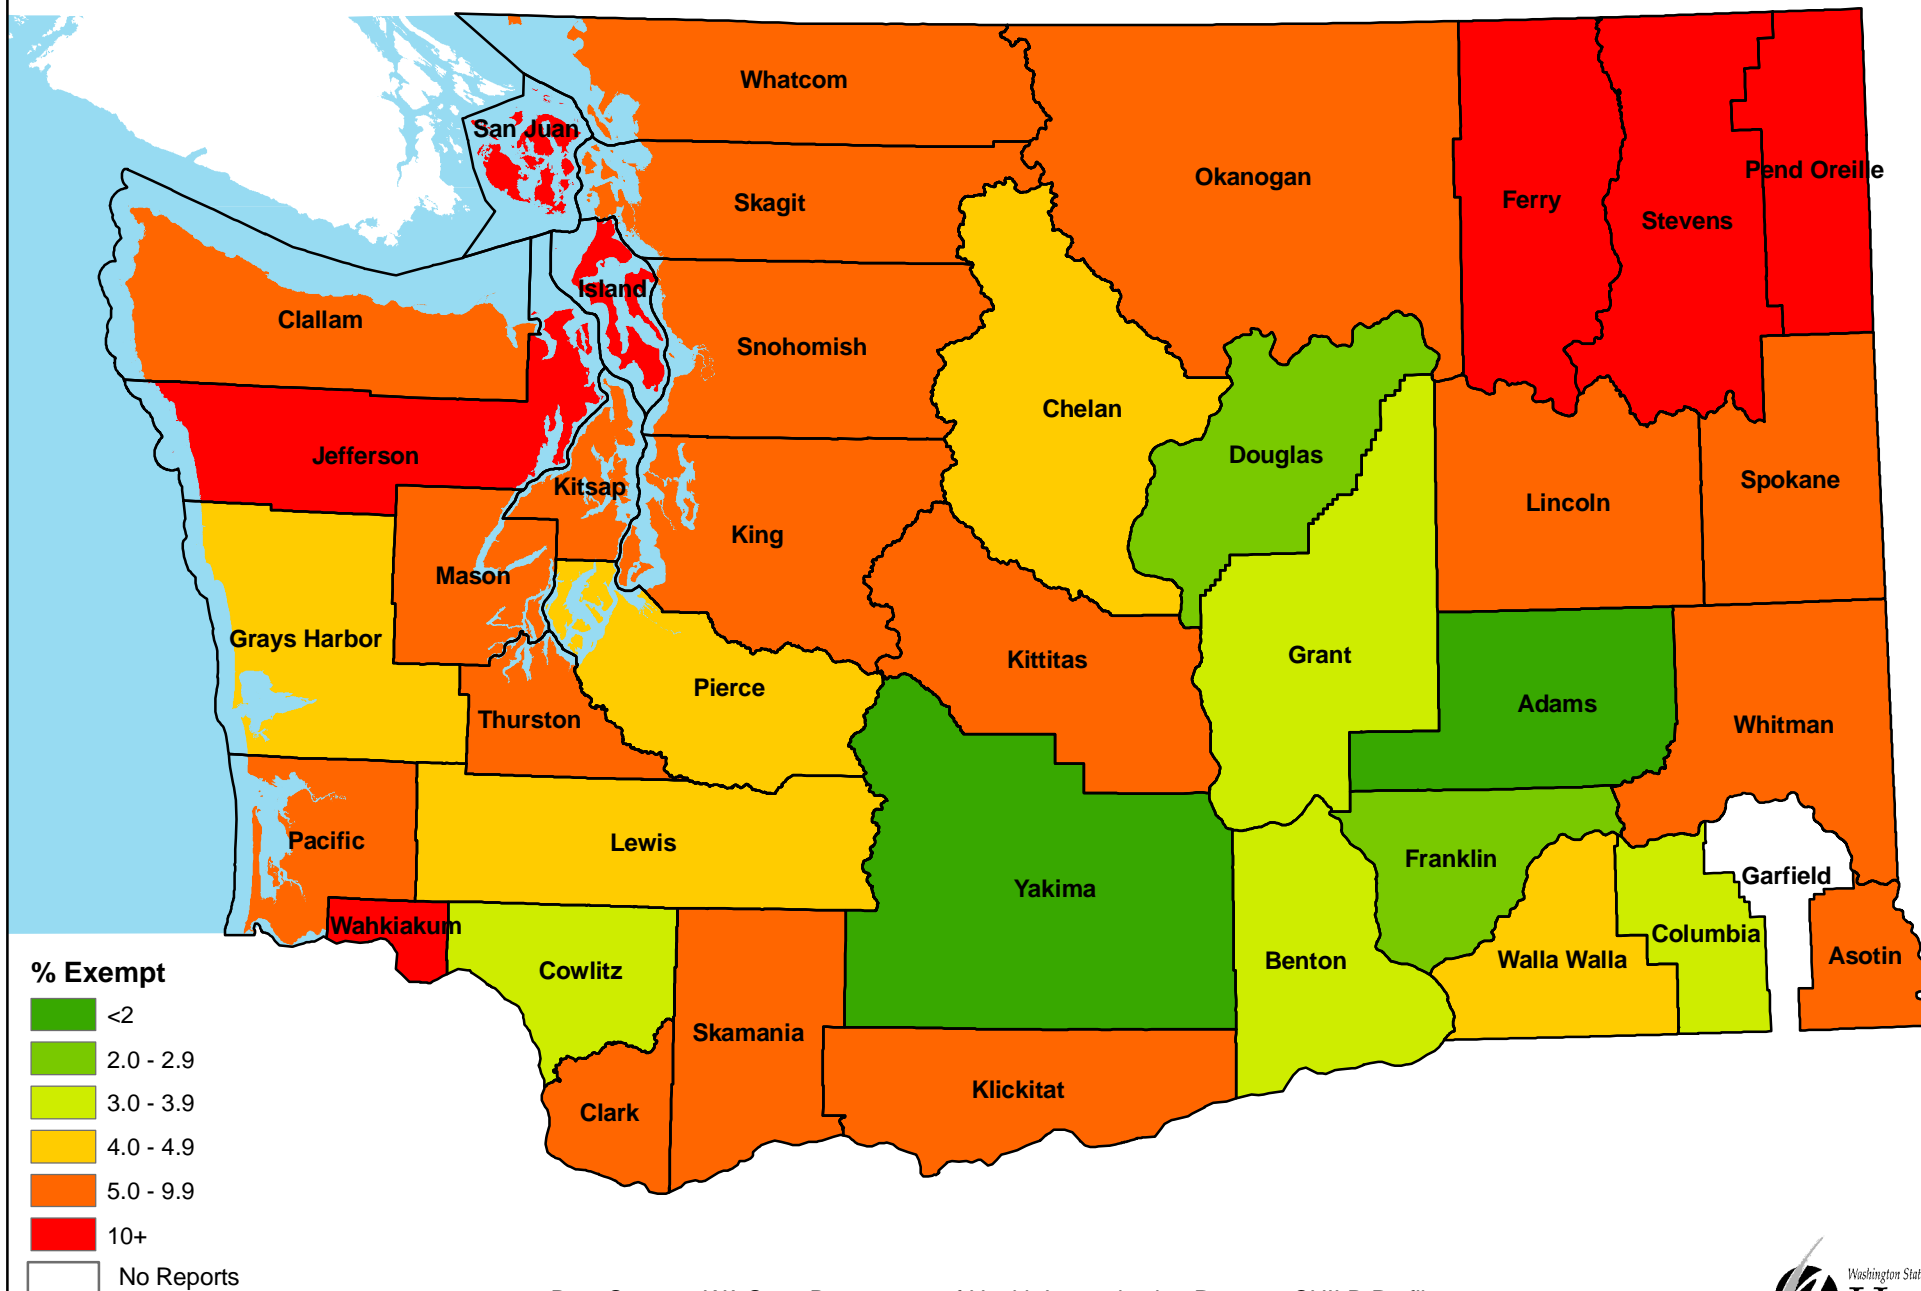 Whatcom
San Juan
Okanogan
Pend Oreille
Skagit
Ferry
Stevens
Island
Clallam
Snohomish
Chelan
Jefferson
Douglas
Kitsap
Spokane
Lincoln
King
Mason
Grays Harbor
Grant
Kittitas
Pierce
Adams
Thurston
Whitman
Pacific
Lewis
Franklin
Garfield
Yakima
Wahkiakum
Columbia
Asotin
Walla Walla
Benton
Cowlitz
Skamania
Klickitat
Clark
% Exempt
<2
2.0 - 2.9
3.0 - 3.9
4.0 - 4.9
5.0 - 9.9
10+
No Reports
Washington Stat